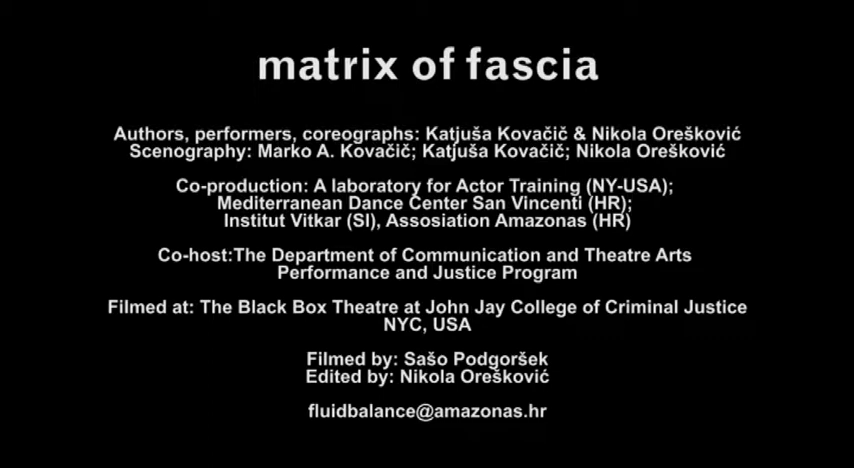 matrix of fascia
Authors, performers, coreographs: Katjuša Kovačič & Nikola Orešković
Scenography: Marko A. Kovačič; Katjuša Kovačič; Nikola Orešković
Co-production: A laboratory for Actor Training (NY-USA);
Mediterranean Dance Center San Vincenti (HR);
Institut Vitkar (SI), Assosiation Amazonas (HR)
Co-host:The Department of Communication and Theatre Arts
Performance and Justice Program
Filmed at: The Black Box Theatre at John Jay College of Criminal Justice
NYC, USA
Filmed by: Sašo Podgoršek
Edited by: Nikola Orešković
fluidbalance@amazonas.hr